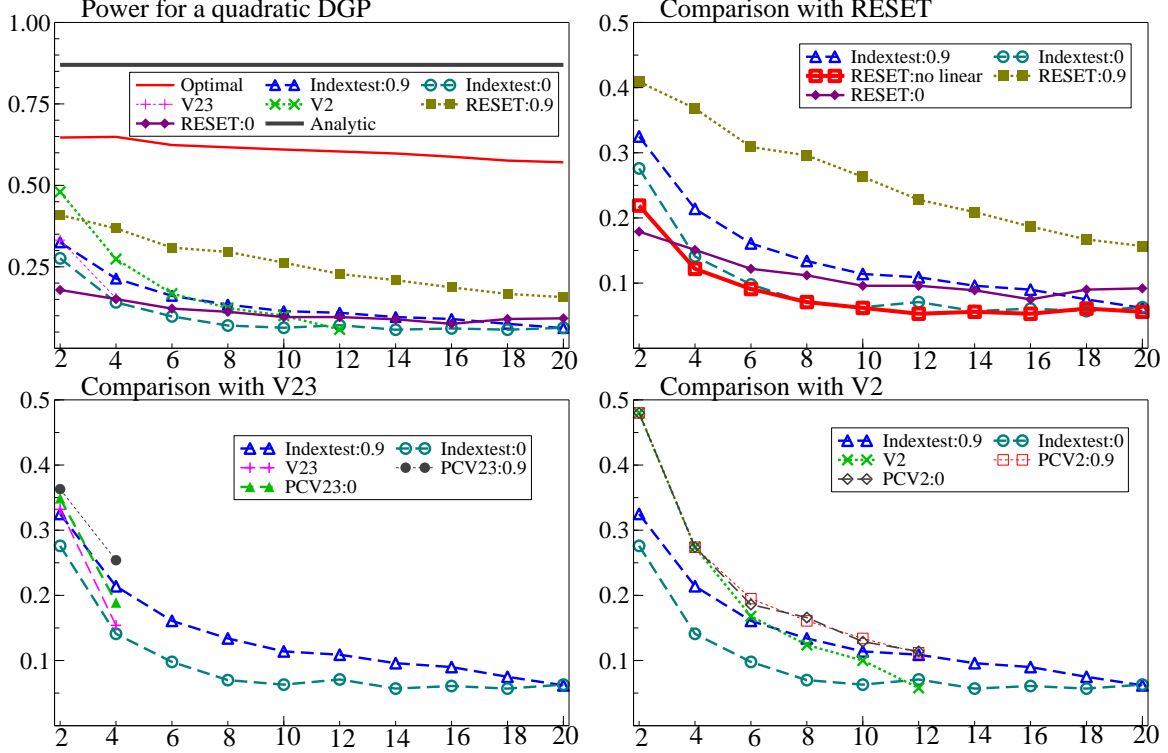 Power for a quadratic DGP
1.00
0.75
0.50
0.25
Optimal Indextest:0.9 Indextest:0
V23 V2 RESET:0.9
RESET:0 Analytic
2 4 6 8 10 12 14 16 18 20
Comparison with RESET
0.5
0.4
0.3
0.2
0.1
Indextest:0.9 Indextest:0
RESET:no linear RESET:0.9
RESET:0
2 4 6 8 10 12 14 16 18 20
Comparison with V23
0.5
0.4
0.3
0.2
0.1
Indextest:0.9 Indextest:0
V23 PCV23:0.9
PCV23:0
2 4 6 8 10 12 14 16 18 20
Comparison with V2
0.5
0.4
0.3
0.2
0.1
Indextest:0.9 Indextest:0
V2 PCV2:0.9
PCV2:0
2 4 6 8 10 12 14 16 18 20